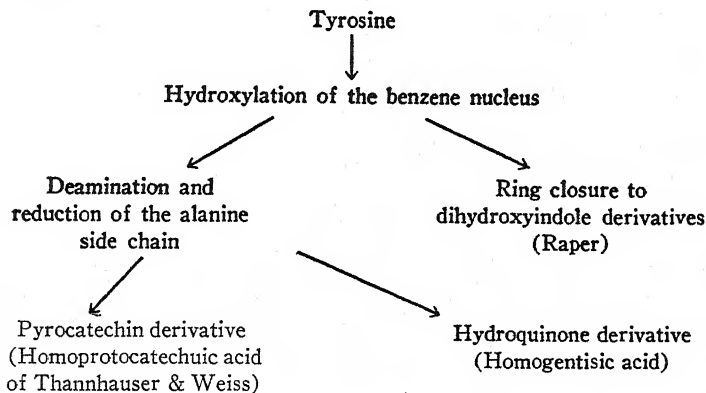 Tyrosine
Hydroxylation of the benzene nucleus
Deamination and
reduction of the alanine
side chain
Ring closure to
dihydroxyindole derivatives
(Raper)
Pyrocatechin derivative
(Homoprotocatechuic acid
of Thannhauser & Weiss)
Hydroquinone derivative
(Homogentisic acid)